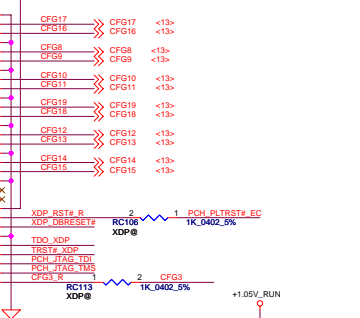 CFG17 CFG17 <13>
CFG16 CFG16 <13>
CFG8 CFG8 <13>
CFG9 CFG9 <13>
CFG10 CFG10 <13>
CFG11 CFG11 <13>
CFG19 CFG19 <13>
CFG18 CFG18 <13>
CFG12 CFG12 <13>
CFG13 CFG13 <13>
CFG14 CFG14 <13>
CFG15 CFG15 <13>
XDP_RST#_R 2 1 PCH_PLTRST#_EC
XDP_DBRESET# RC106 1K_0402_5%
XDP@
TDO_XDP
TRST#_XDP
PCH_JTAG_TDI
PCH_JTAG_TMS
CFG3_R 1 2 CFG3
RC113 1K_0402_5%
XDP@
+1.05V_RUN